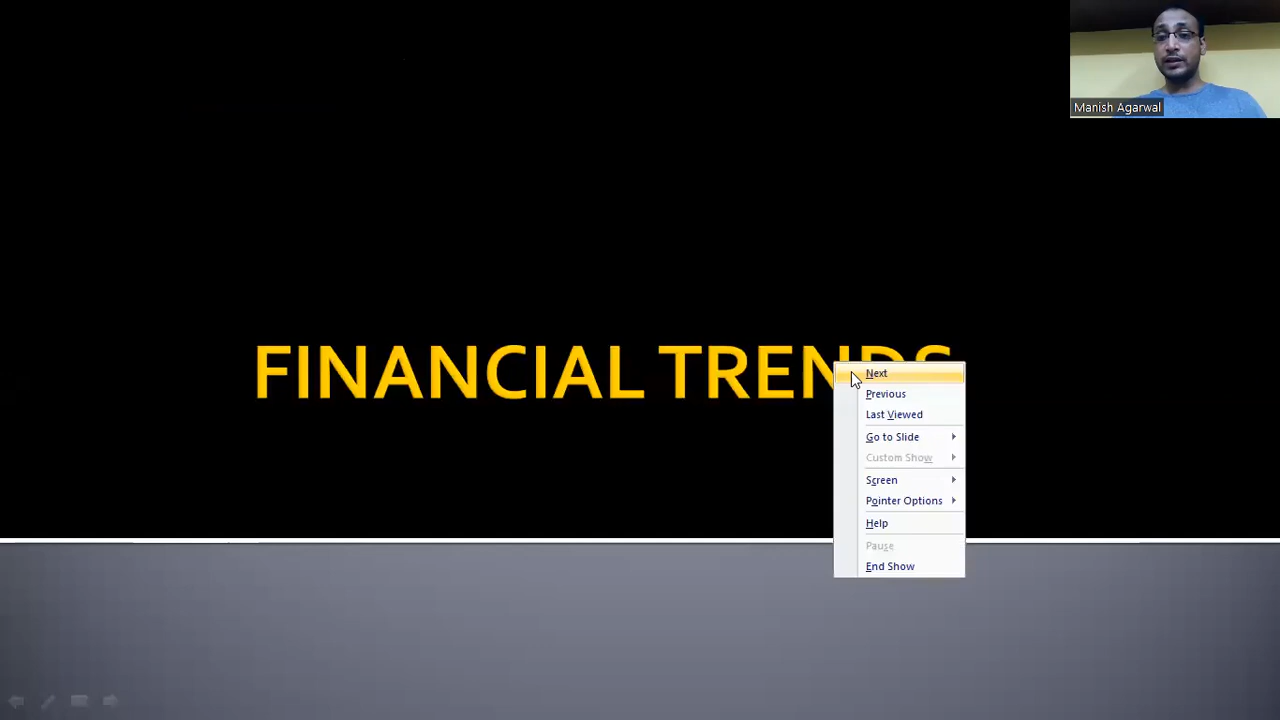 Manish Agarwal
FINANCIAL TRENDS
Next
Previous
Last Viewed
Go to Slide
Custom Show
Screen
Pointer Options
Help
Pause
End Show